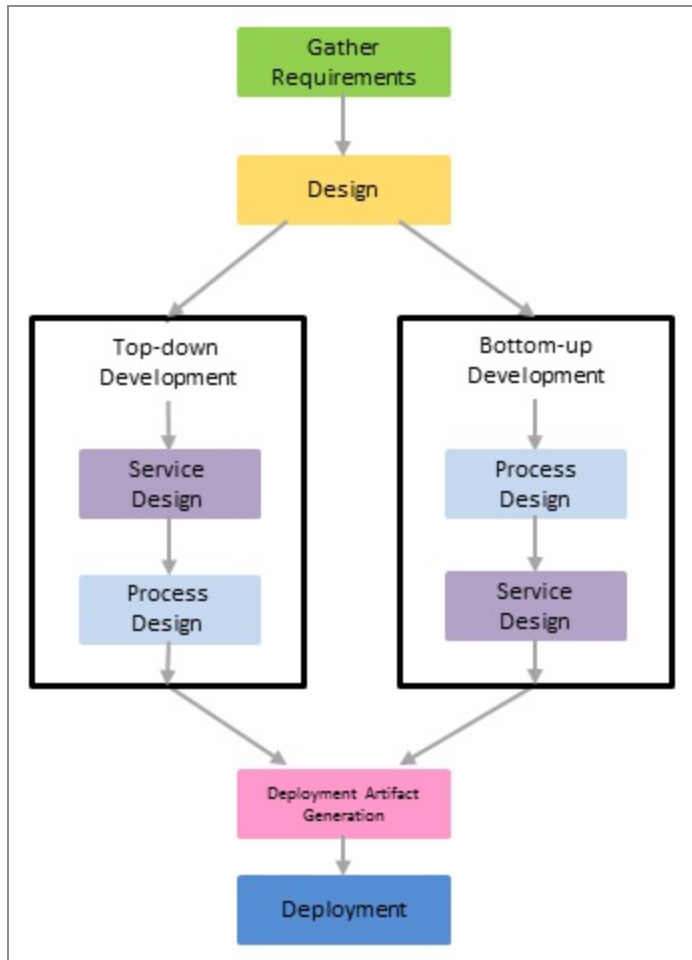 Gather
Requirements
Design
Top-down
Development
Service
Design
Process
Design
Bottom-up
Development
Process
Design
Service
Design
Deployment Artifact
Generation
Deployment